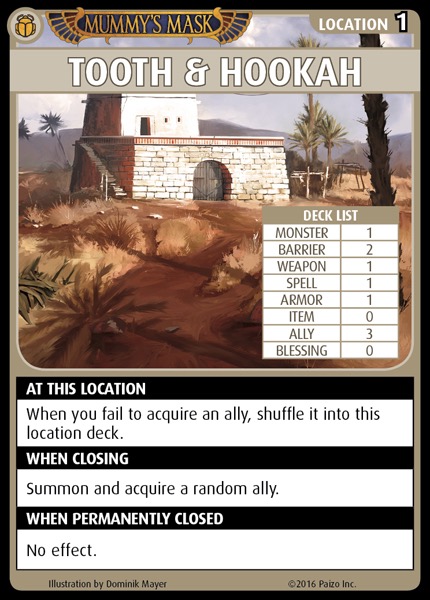 MUMMY'S MASK
LOCATION 1
TOOTH & HOOKAH
DECK LIST
MONSTER 1
BARRIER 2
WEAPON 1
SPELL 1
ARMOR 1
ITEM 0
ALLY 3
BLESSING 0
AT THIS LOCATION
When you fail to acquire an ally, shuffle it into this
location deck.
WHEN CLOSING
Summon and acquire a random ally.
WHEN PERMANENTLY CLOSED
No effect.
Illustration by Dominik Mayer ©2016 Paizo Inc.